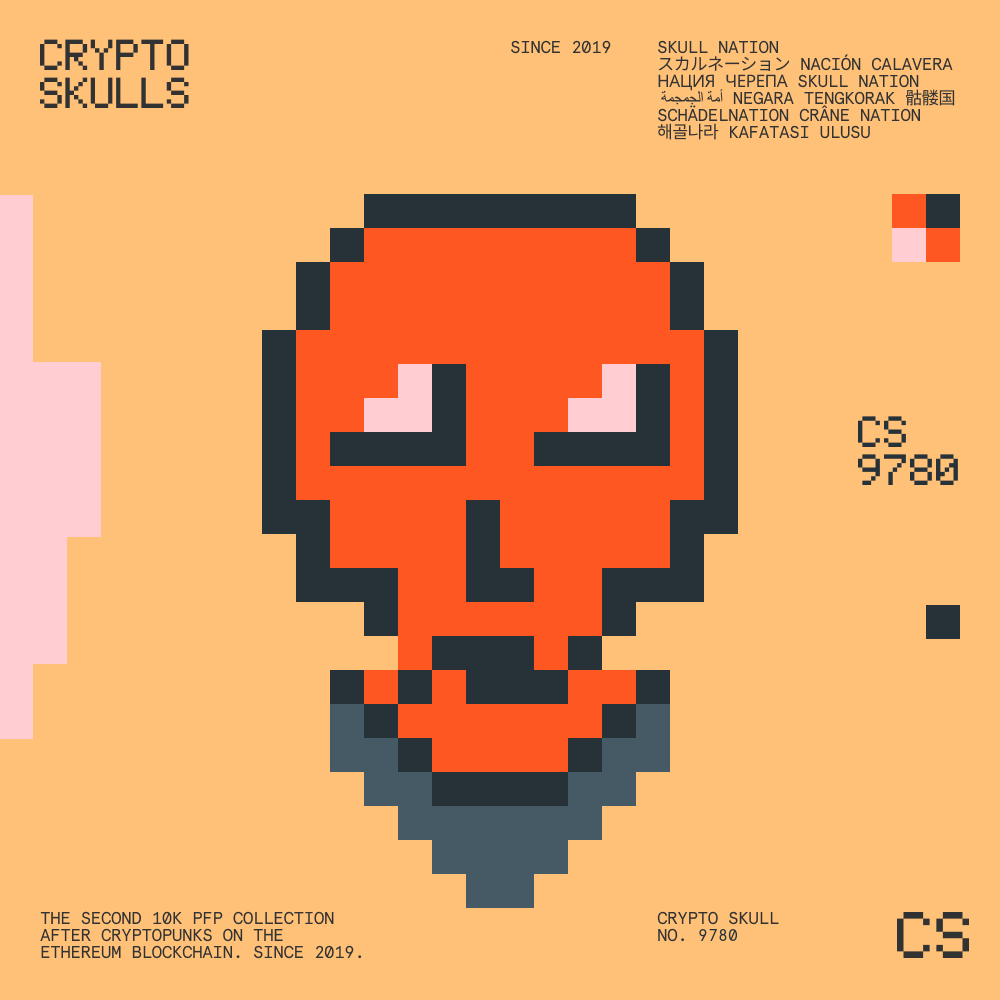 CRYPTO
SKULLS
SINCE 2019
SKULL NATION
スカルネーション NACIÓN CALAVERA
НАЦИЯ ЧЕРЕПА SKULL NATION
أمة الجمجمة NEGARA TENGKORAK 骷髅国
SCHÄDELNATION CRÂNE NATION
해골나라 KAFATASI ULUSU
CS
9780
THE SECOND 10K PFP COLLECTION
AFTER CRYPTOPUNKS ON THE
ETHEREUM BLOCKCHAIN. SINCE 2019.
CRYPTO SKULL
NO. 9780
CS